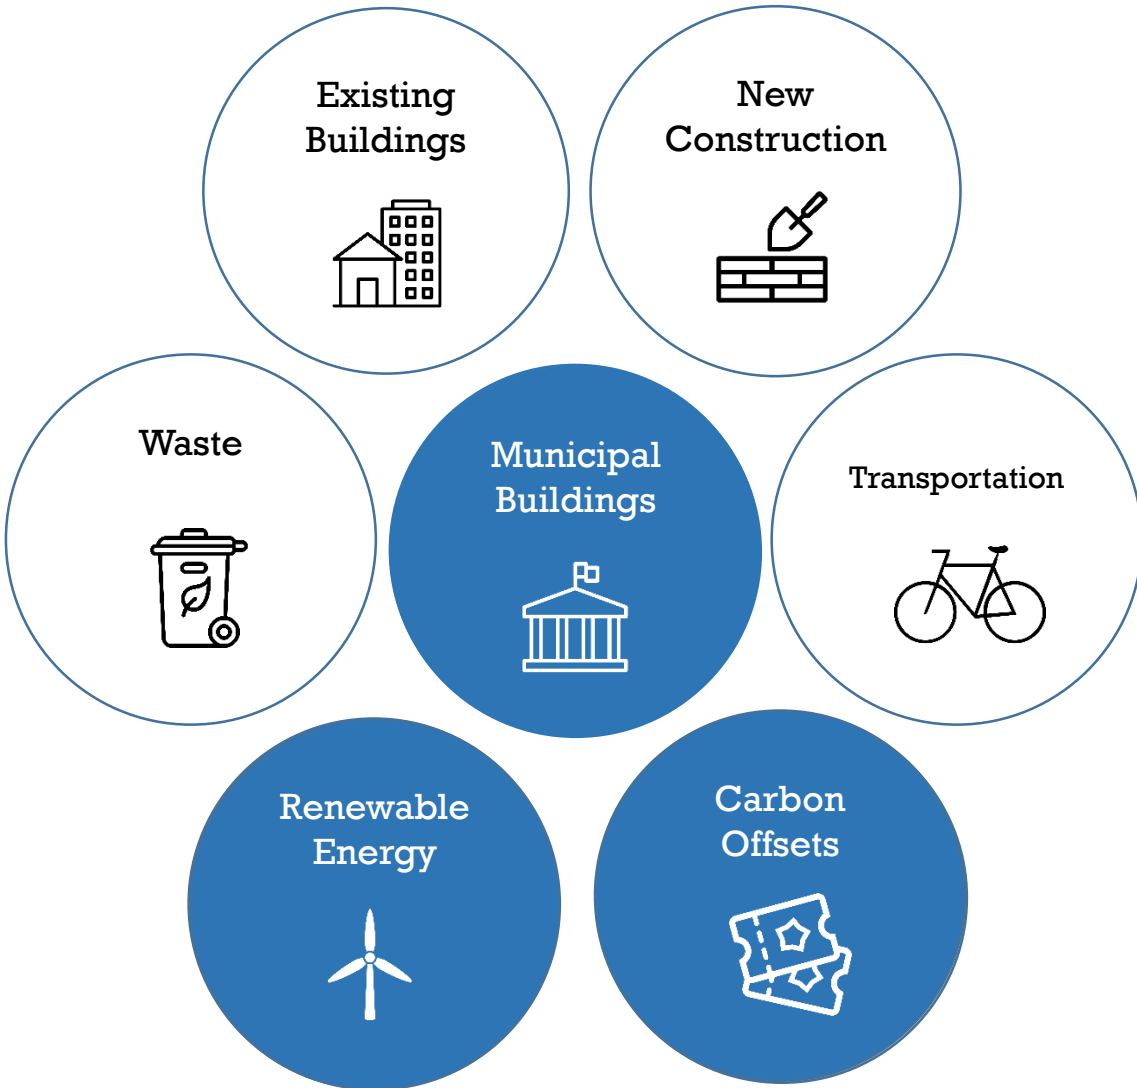 Existing
Buildings
New
Construction
Waste
Municipal
Buildings
Transportation
Renewable
Energy
Carbon
Offsets